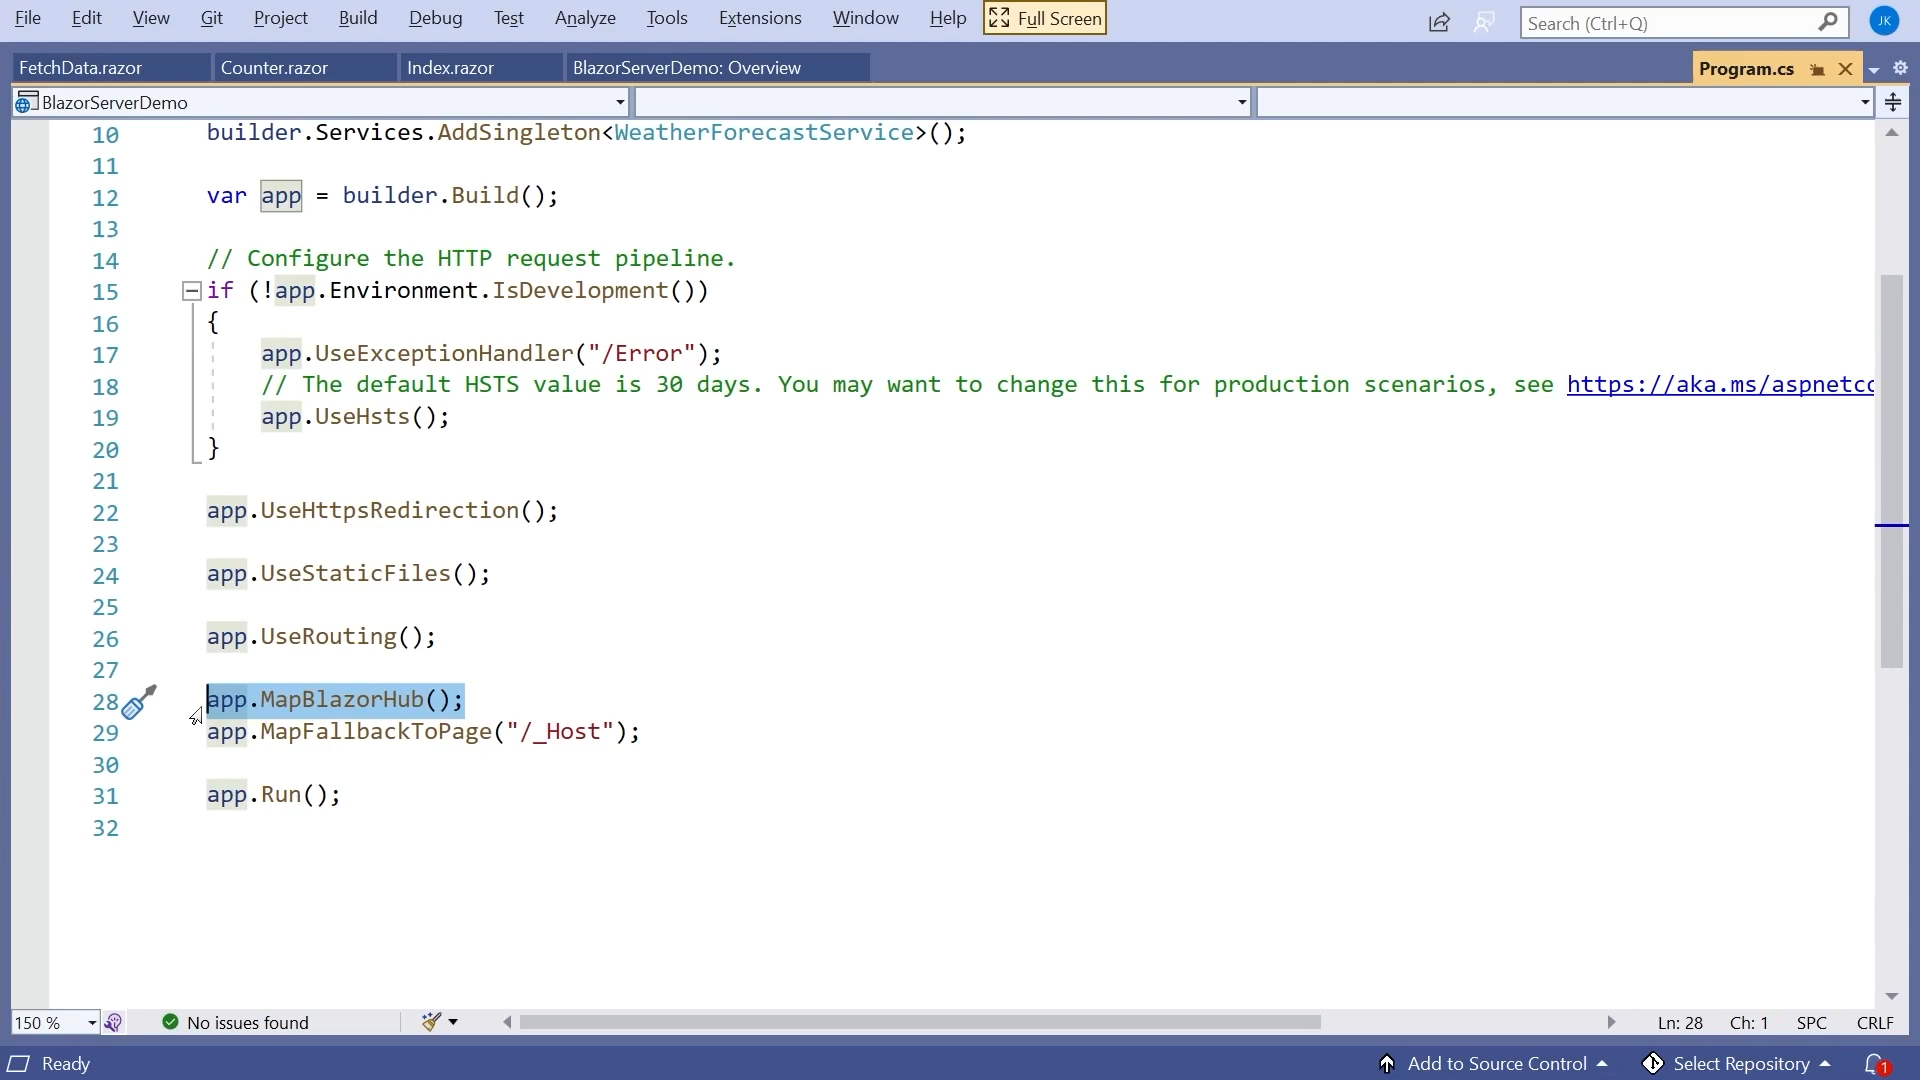 File Edit View Git Project Build Debug Test Analyze Tools Extensions Window Help Full Screen Search (Ctrl+Q) JK
FetchData.razor Counter.razor Index.razor BlazorServerDemo: Overview Program.cs
BlazorServerDemo
10 builder.Services.AddSingleton<WeatherForecastService>();
11
12 var app = builder.Build();
13
14 // Configure the HTTP request pipeline.
15 if (!app.Environment.IsDevelopment())
16 {
17 app.UseExceptionHandler("/Error");
18 // The default HSTS value is 30 days. You may want to change this for production scenarios, see https://aka.ms/aspnetco
19 app.UseHsts();
20 }
21
22 app.UseHttpsRedirection();
23
24 app.UseStaticFiles();
25
26 app.UseRouting();
27
28 app.MapBlazorHub();
29 app.MapFallbackToPage("/_Host");
30
31 app.Run();
32
150 % No issues found Ln: 28 Ch: 1 SPC CRLF
Ready Add to Source Control Select Repository 1